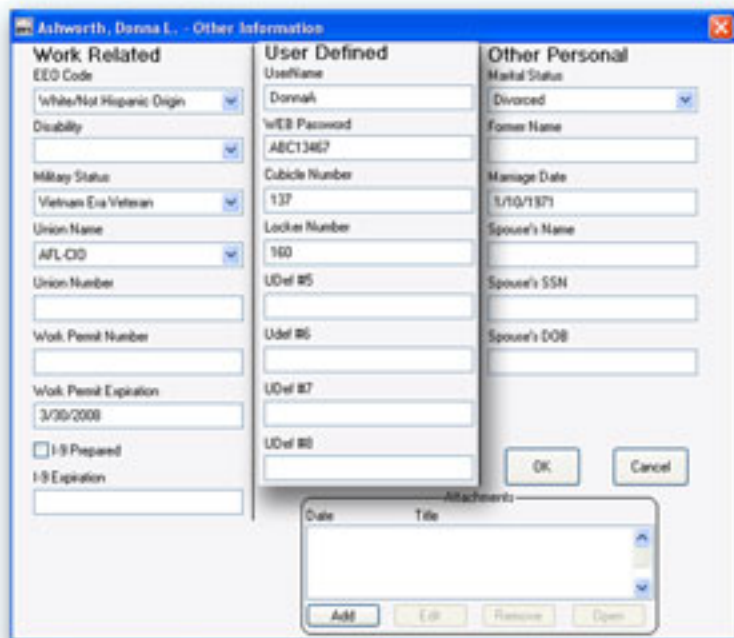 Ashworth, Donna L. - Other Information
Work Related
EEO Code
White/Not Hispanic Origin
Disability
Military Status
Vietnam Era Veteran
Union Name
AFL-CIO
Union Number
Work Permit Number
Work Permit Expiration
3/30/2008
I-9 Prepared
I-9 Expiration
User Defined
UserName
DonnaA
WEB Password
ABC13467
Cubicle Number
137
Locker Number
160
UDef #5
Udef #6
UDef #7
UDef #8
Other Personal
Marital Status
Divorced
Former Name
Marriage Date
1/10/1971
Spouse's Name
Spouse's SSN
Spouse's DOB
OK Cancel
Attachments
Date Title
Add Edit Remove Open